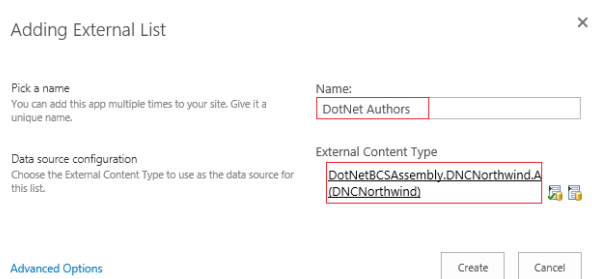 Adding External List
Pick a name
You can add this app multiple times to your site. Give it a
unique name.
Name:
DotNet Authors
Data source configuration
Choose the External Content Type to use as the data source for
this list.
External Content Type
DotNetBCSAssembly.DNCNorthwind.A
(DNCNorthwind)
Advanced Options
Create
Cancel